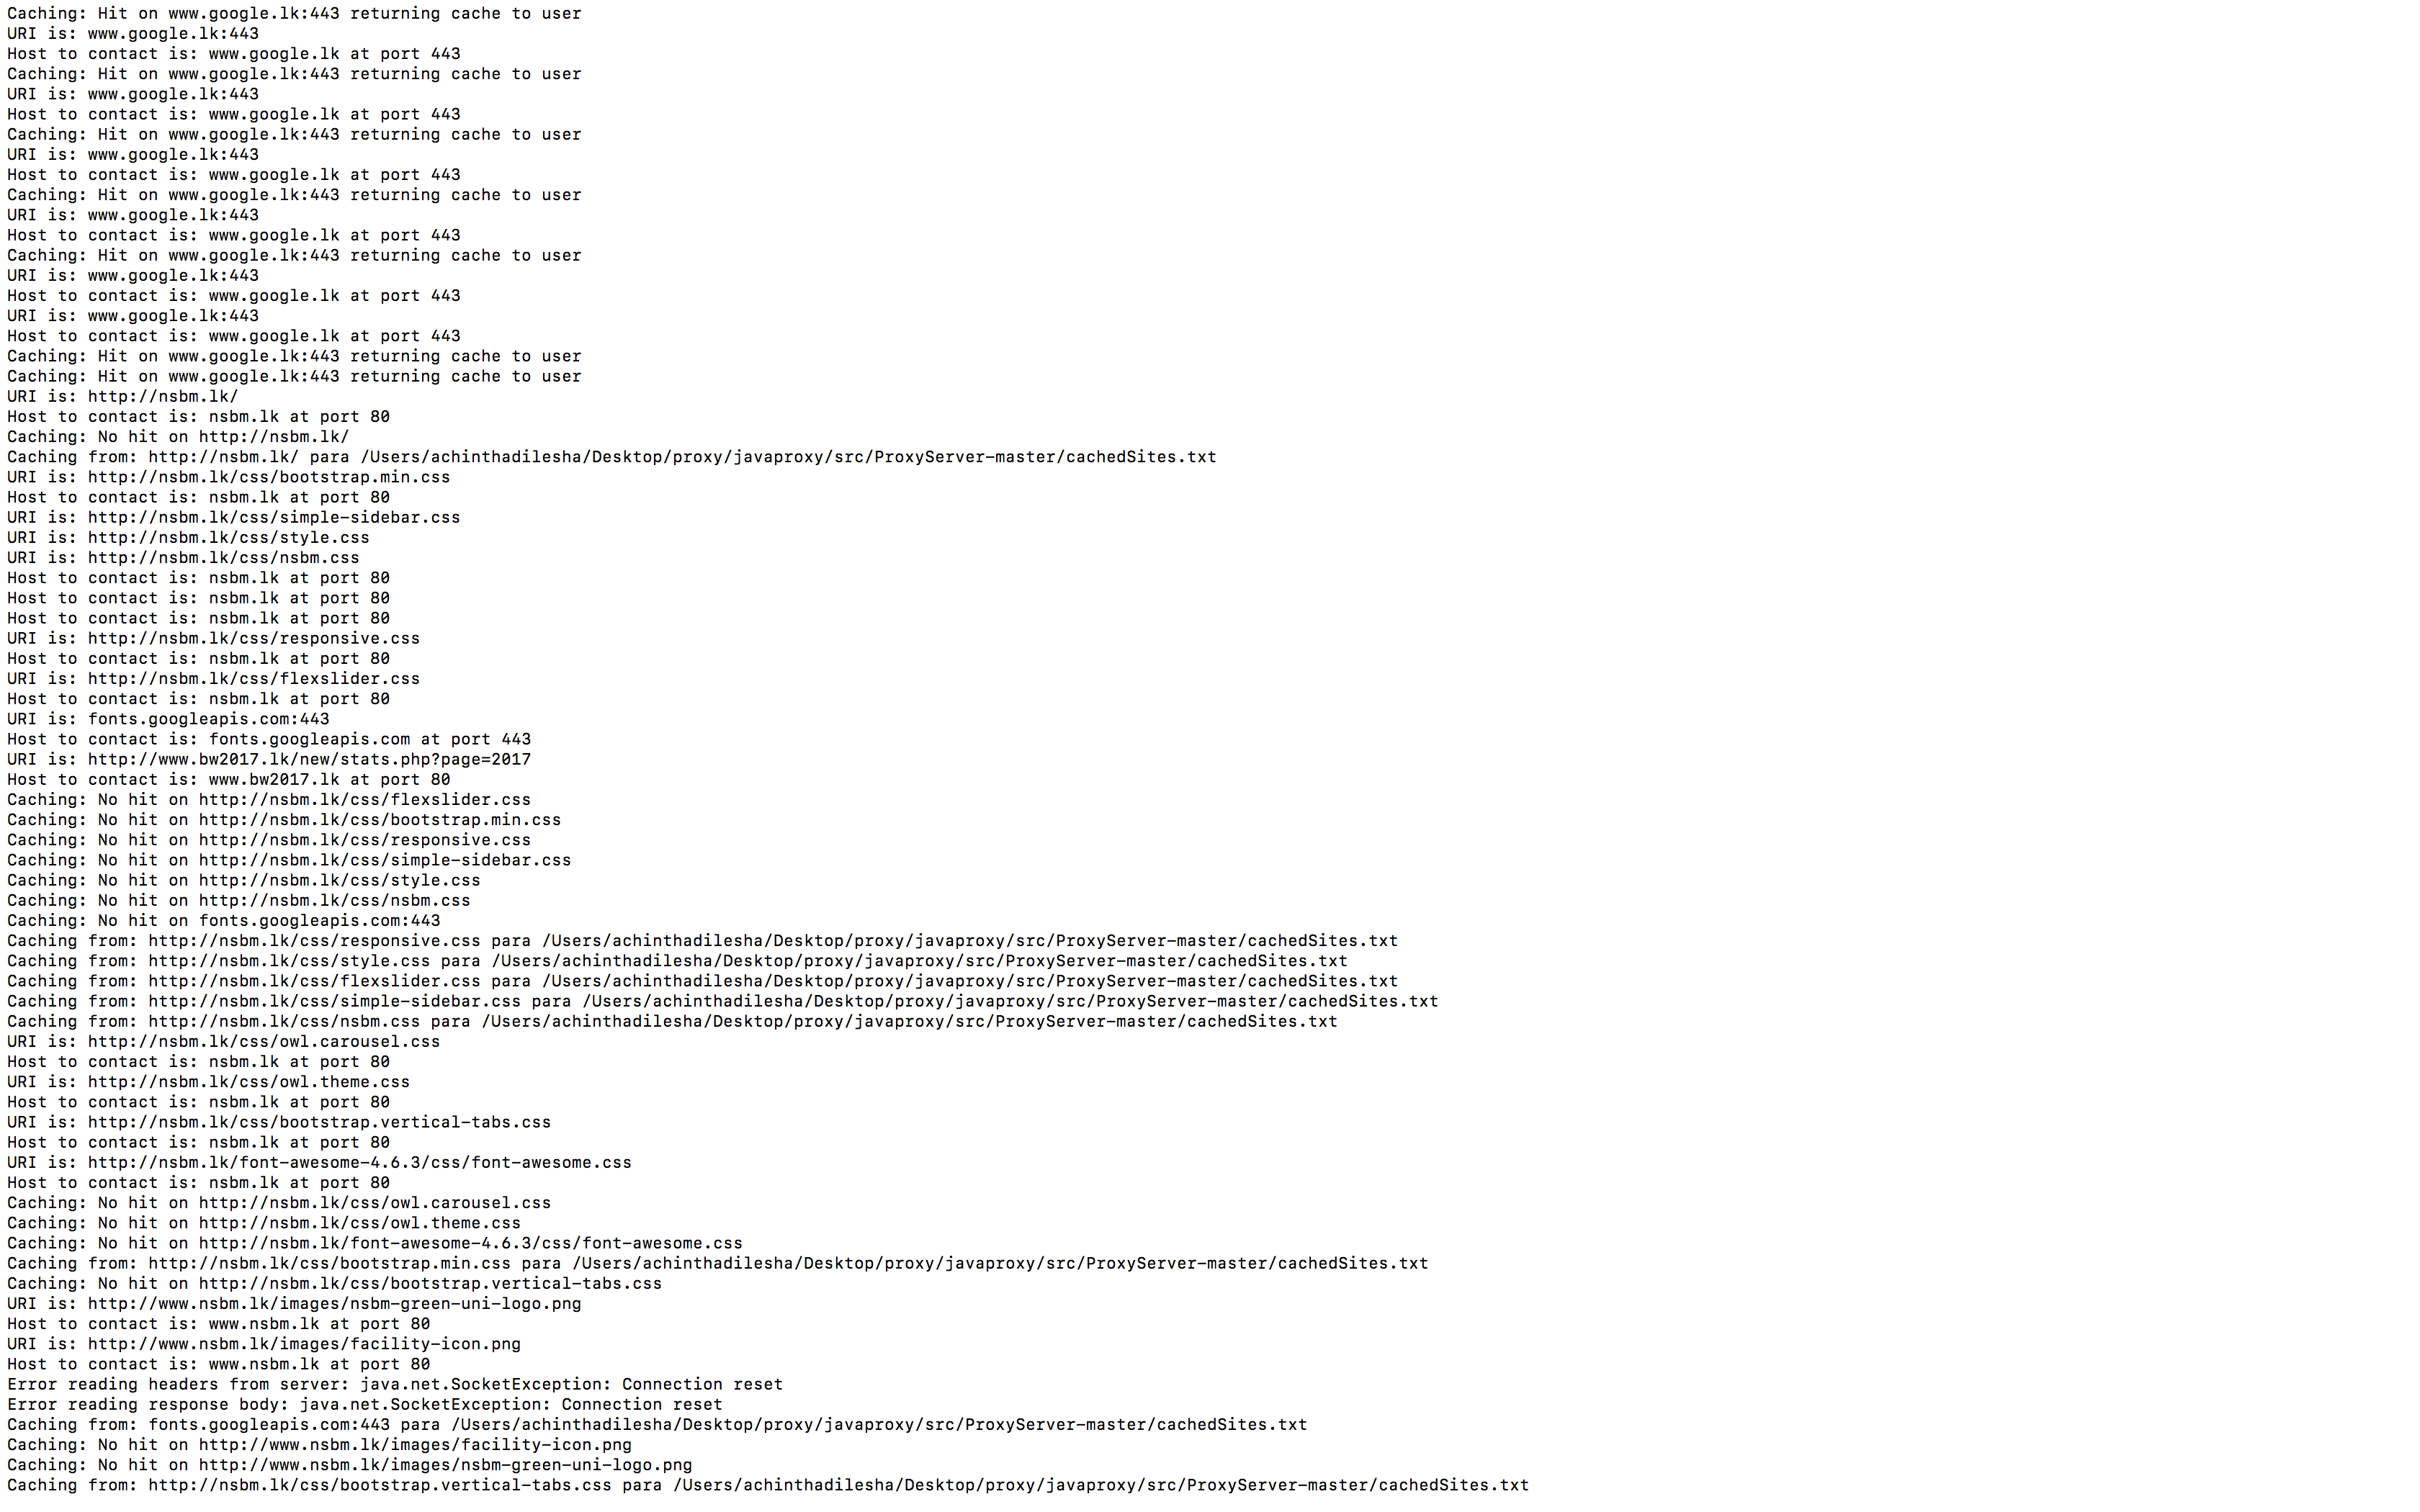 Caching: Hit on www.google.lk:443 returning cache to user
URI is: www.google.lk:443
Host to contact is: www.google.lk at port 443
Caching: Hit on www.google.lk:443 returning cache to user
URI is: www.google.lk:443
Host to contact is: www.google.lk at port 443
Caching: Hit on www.google.lk:443 returning cache to user
URI is: www.google.lk:443
Host to contact is: www.google.lk at port 443
Caching: Hit on www.google.lk:443 returning cache to user
URI is: www.google.lk:443
Host to contact is: www.google.lk at port 443
Caching: Hit on www.google.lk:443 returning cache to user
URI is: www.google.lk:443
Host to contact is: www.google.lk at port 443
URI is: www.google.lk:443
Host to contact is: www.google.lk at port 443
Caching: Hit on www.google.lk:443 returning cache to user
Caching: Hit on www.google.lk:443 returning cache to user
URI is: http://nsbm.lk/
Host to contact is: nsbm.lk at port 80
Caching: No hit on http://nsbm.lk/
Caching from: http://nsbm.lk/ para /Users/achinthadilesha/Desktop/proxy/javaproxy/src/ProxyServer-master/cachedSites.txt
URI is: http://nsbm.lk/css/bootstrap.min.css
Host to contact is: nsbm.lk at port 80
URI is: http://nsbm.lk/css/simple-sidebar.css
URI is: http://nsbm.lk/css/style.css
URI is: http://nsbm.lk/css/nsbm.css
Host to contact is: nsbm.lk at port 80
Host to contact is: nsbm.lk at port 80
Host to contact is: nsbm.lk at port 80
URI is: http://nsbm.lk/css/responsive.css
Host to contact is: nsbm.lk at port 80
URI is: http://nsbm.lk/css/flexslider.css
Host to contact is: nsbm.lk at port 80
URI is: fonts.googleapis.com:443
Host to contact is: fonts.googleapis.com at port 443
URI is: http://www.bw2017.lk/new/stats.php?page=2017
Host to contact is: www.bw2017.lk at port 80
Caching: No hit on http://nsbm.lk/css/flexslider.css
Caching: No hit on http://nsbm.lk/css/bootstrap.min.css
Caching: No hit on http://nsbm.lk/css/responsive.css
Caching: No hit on http://nsbm.lk/css/simple-sidebar.css
Caching: No hit on http://nsbm.lk/css/style.css
Caching: No hit on http://nsbm.lk/css/nsbm.css
Caching: No hit on fonts.googleapis.com:443
Caching from: http://nsbm.lk/css/responsive.css para /Users/achinthadilesha/Desktop/proxy/javaproxy/src/ProxyServer-master/cachedSites.txt
Caching from: http://nsbm.lk/css/style.css para /Users/achinthadilesha/Desktop/proxy/javaproxy/src/ProxyServer-master/cachedSites.txt
Caching from: http://nsbm.lk/css/flexslider.css para /Users/achinthadilesha/Desktop/proxy/javaproxy/src/ProxyServer-master/cachedSites.txt
Caching from: http://nsbm.lk/css/simple-sidebar.css para /Users/achinthadilesha/Desktop/proxy/javaproxy/src/ProxyServer-master/cachedSites.txt
Caching from: http://nsbm.lk/css/nsbm.css para /Users/achinthadilesha/Desktop/proxy/javaproxy/src/ProxyServer-master/cachedSites.txt
URI is: http://nsbm.lk/css/owl.carousel.css
Host to contact is: nsbm.lk at port 80
URI is: http://nsbm.lk/css/owl.theme.css
Host to contact is: nsbm.lk at port 80
URI is: http://nsbm.lk/css/bootstrap.vertical-tabs.css
Host to contact is: nsbm.lk at port 80
URI is: http://nsbm.lk/font-awesome-4.6.3/css/font-awesome.css
Host to contact is: nsbm.lk at port 80
Caching: No hit on http://nsbm.lk/css/owl.carousel.css
Caching: No hit on http://nsbm.lk/css/owl.theme.css
Caching: No hit on http://nsbm.lk/font-awesome-4.6.3/css/font-awesome.css
Caching from: http://nsbm.lk/css/bootstrap.min.css para /Users/achinthadilesha/Desktop/proxy/javaproxy/src/ProxyServer-master/cachedSites.txt
Caching: No hit on http://nsbm.lk/css/bootstrap.vertical-tabs.css
URI is: http://www.nsbm.lk/images/nsbm-green-uni-logo.png
Host to contact is: www.nsbm.lk at port 80
URI is: http://www.nsbm.lk/images/facility-icon.png
Host to contact is: www.nsbm.lk at port 80
Error reading headers from server: java.net.SocketException: Connection reset
Error reading response body: java.net.SocketException: Connection reset
Caching from: fonts.googleapis.com:443 para /Users/achinthadilesha/Desktop/proxy/javaproxy/src/ProxyServer-master/cachedSites.txt
Caching: No hit on http://www.nsbm.lk/images/facility-icon.png
Caching: No hit on http://www.nsbm.lk/images/nsbm-green-uni-logo.png
Caching from: http://nsbm.lk/css/bootstrap.vertical-tabs.css para /Users/achinthadilesha/Desktop/proxy/javaproxy/src/ProxyServer-master/cachedSites.txt